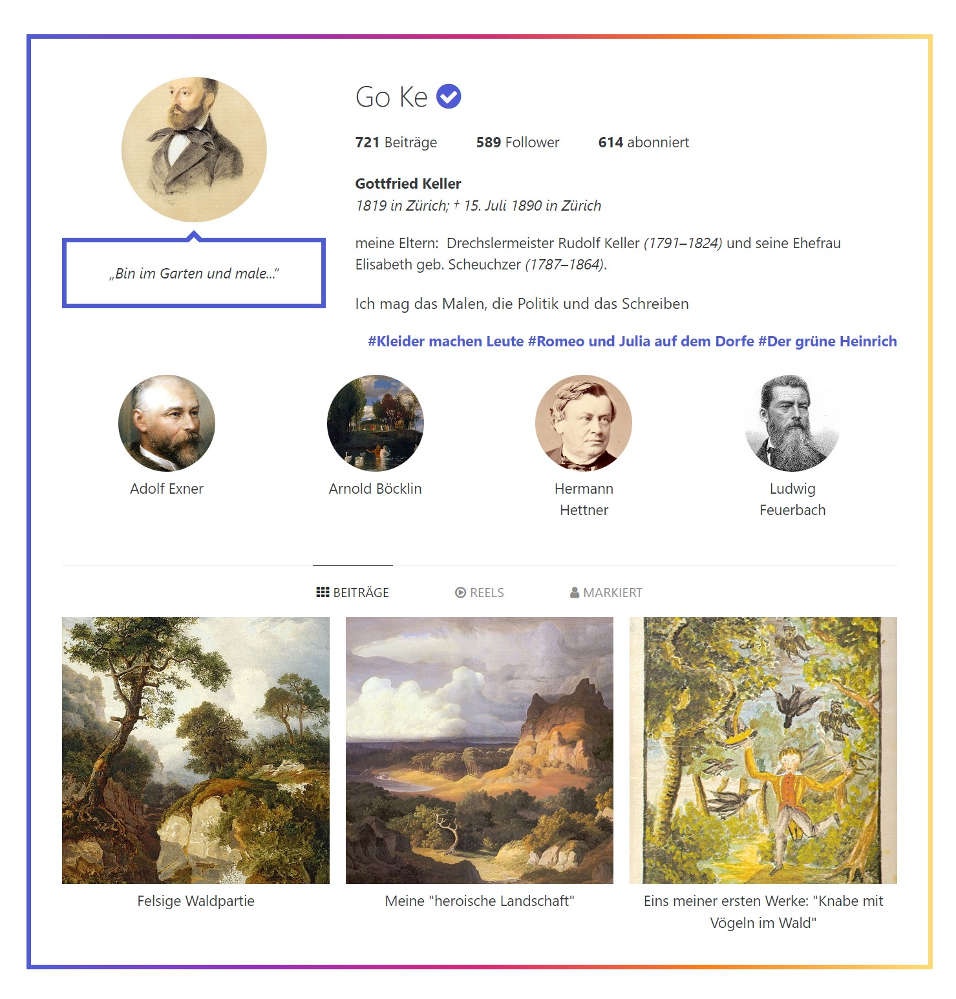 Go Ke
721 Beiträge 589 Follower 614 abonniert
Gottfried Keller
1819 in Zürich; † 15. Juli 1890 in Zürich
meine Eltern:  Drechslermeister Rudolf Keller (1791–1824) und seine Ehefrau
Elisabeth geb. Scheuchzer (1787–1864).
Ich mag das Malen, die Politik und das Schreiben
#Kleider machen Leute #Romeo und Julia auf dem Dorfe #Der grüne Heinrich
„Bin im Garten und male...“
Adolf Exner
Arnold Böcklin
Hermann
Hettner
Ludwig
Feuerbach
BEITRÄGE REELS MARKIERT
Felsige Waldpartie
Meine "heroische Landschaft"
Eins meiner ersten Werke: "Knabe mit
Vögeln im Wald"